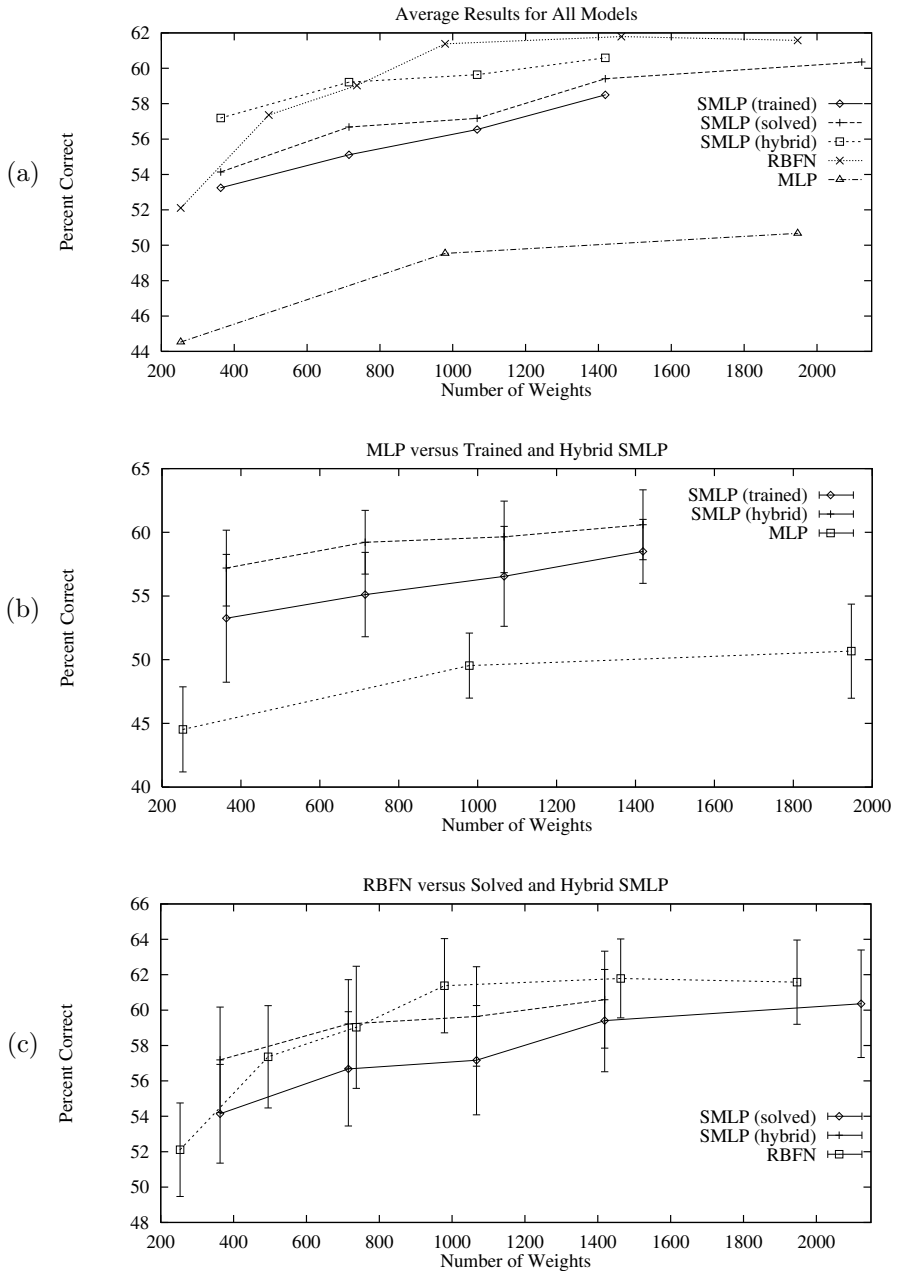 Average Results for All Models
62
60
58
56
54
52
50
48
46
44
(a)
Percent Correct
SMLP (trained)
SMLP (solved)
SMLP (hybrid)
RBFN
MLP
200 400 600 800 1000 1200 1400 1600 1800 2000
Number of Weights
MLP versus Trained and Hybrid SMLP
65
60
55
50
45
40
(b)
Percent Correct
SMLP (trained)
SMLP (hybrid)
MLP
200 400 600 800 1000 1200 1400 1600 1800 2000
Number of Weights
RBFN versus Solved and Hybrid SMLP
66
64
62
60
58
56
54
52
50
48
(c)
Percent Correct
SMLP (solved)
SMLP (hybrid)
RBFN
200 400 600 800 1000 1200 1400 1600 1800 2000
Number of Weights